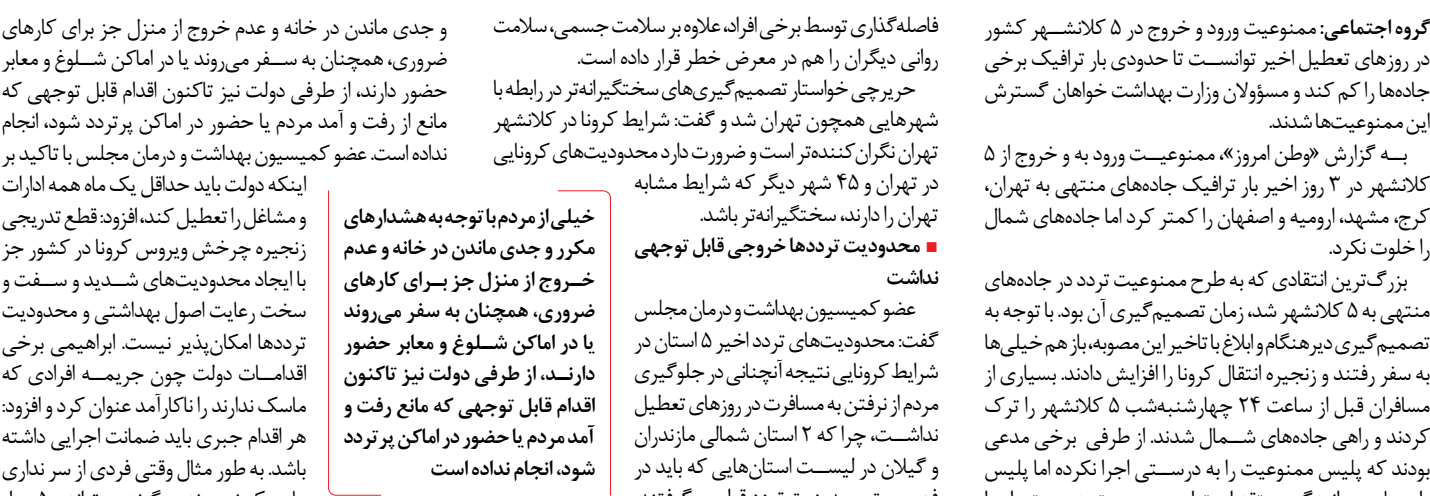 گروه اجتماعی: ممنوعیت ورود و خروج در ۵ کلانشهر کشور
در روزهای تعطیل اخیر توانست تا حدودی بار ترافیک برخی
جاده‌ها را کم کند و مسؤولان وزارت بهداشت خواهان گسترش
این ممنوعیت‌ها شدند.
به گزارش «وطن امروز»، ممنوعیت ورود به و خروج از ۵
کلانشهر در ۳ روز اخیر بار ترافیک جاده‌های منتهی به تهران،
کرج، مشهد، ارومیه و اصفهان را کمتر کرد اما جاده‌های شمال
را خلوت نکرد.
بزرگ‌ترین انتقادی که به طرح ممنوعیت تردد در جاده‌های
منتهی به ۵ کلانشهر شد، زمان تصمیم‌گیری آن بود. با توجه به
تصمیم‌گیری دیرهنگام و ابلاغ با تاخیر این مصوبه، باز هم خیلی‌ها
به سفر رفتند و زنجیره انتقال کرونا را افزایش دادند. بسیاری از
مسافران قبل از ساعت ۲۴ چهارشنبه‌شب ۵ کلانشهر را ترک
کردند و راهی جاده‌های شمال شدند. از طرفی برخی مدعی
بودند که پلیس ممنوعیت را به درستی اجرا نکرده اما پلیس
فاصله‌گذاری توسط برخی افراد، علاوه بر سلامت جسمی، سلامت
روانی دیگران را هم در معرض خطر قرار داده است.
حریرچی خواستار تصمیم‌گیری‌های سختگیرانه‌تر در رابطه با
شهرهایی همچون تهران شد و گفت: شرایط کرونا در کلانشهر
تهران نگران‌کننده‌تر است و ضرورت دارد محدودیت‌های کرونایی
در تهران و ۴۵ شهر دیگر که شرایط مشابه
تهران را دارند، سختگیرانه‌تر باشد.
■ محدودیت ترددها خروجی قابل توجهی
نداشت
عضو کمیسیون بهداشت و درمان مجلس
گفت: محدودیت‌های تردد اخیر ۵ استان در
شرایط کرونایی نتیجه آنچنانی در جلوگیری
مردم از نرفتن به مسافرت در روزهای تعطیل
نداشت، چرا که ۲ استان شمالی مازندران
و گیلان در لیست استان‌هایی که باید در
خیلی از مردم با توجه به هشدارهای
مکرر و جدی ماندن در خانه و عدم
خروج از منزل جز برای کارهای
ضروری، همچنان به سفر می‌روند
یا در اماکن شلوغ و معابر حضور
دارند، از طرفی دولت نیز تاکنون
اقدام قابل توجهی که مانع رفت و
آمد مردم یا حضور در اماکن پر تردد
شود، انجام نداده است
و جدی ماندن در خانه و عدم خروج از منزل جز برای کارهای
ضروری، همچنان به سفر می‌روند یا در اماکن شلوغ و معابر
حضور دارند، از طرفی دولت نیز تاکنون اقدام قابل توجهی که
مانع از رفت و آمد مردم یا حضور در اماکن پرتردد شود، انجام
نداده است. عضو کمیسیون بهداشت و درمان مجلس با تاکید بر
اینکه دولت باید حداقل یک ماه همه ادارات
و مشاغل را تعطیل کند، افزود: قطع تدریجی
زنجیره چرخش ویروس کرونا در کشور جز
با ایجاد محدودیت‌های شدید و سفت و
سخت رعایت اصول بهداشتی و محدودیت
ترددها امکان‌پذیر نیست. ابراهیمی برخی
اقدامات دولت چون جریمه افرادی که
ماسک ندارند را ناکارآمد عنوان کرد و افزود:
هر اقدام جبری باید ضمانت اجرایی داشته
باشد. به طور مثال وقتی فردی از سر نداری